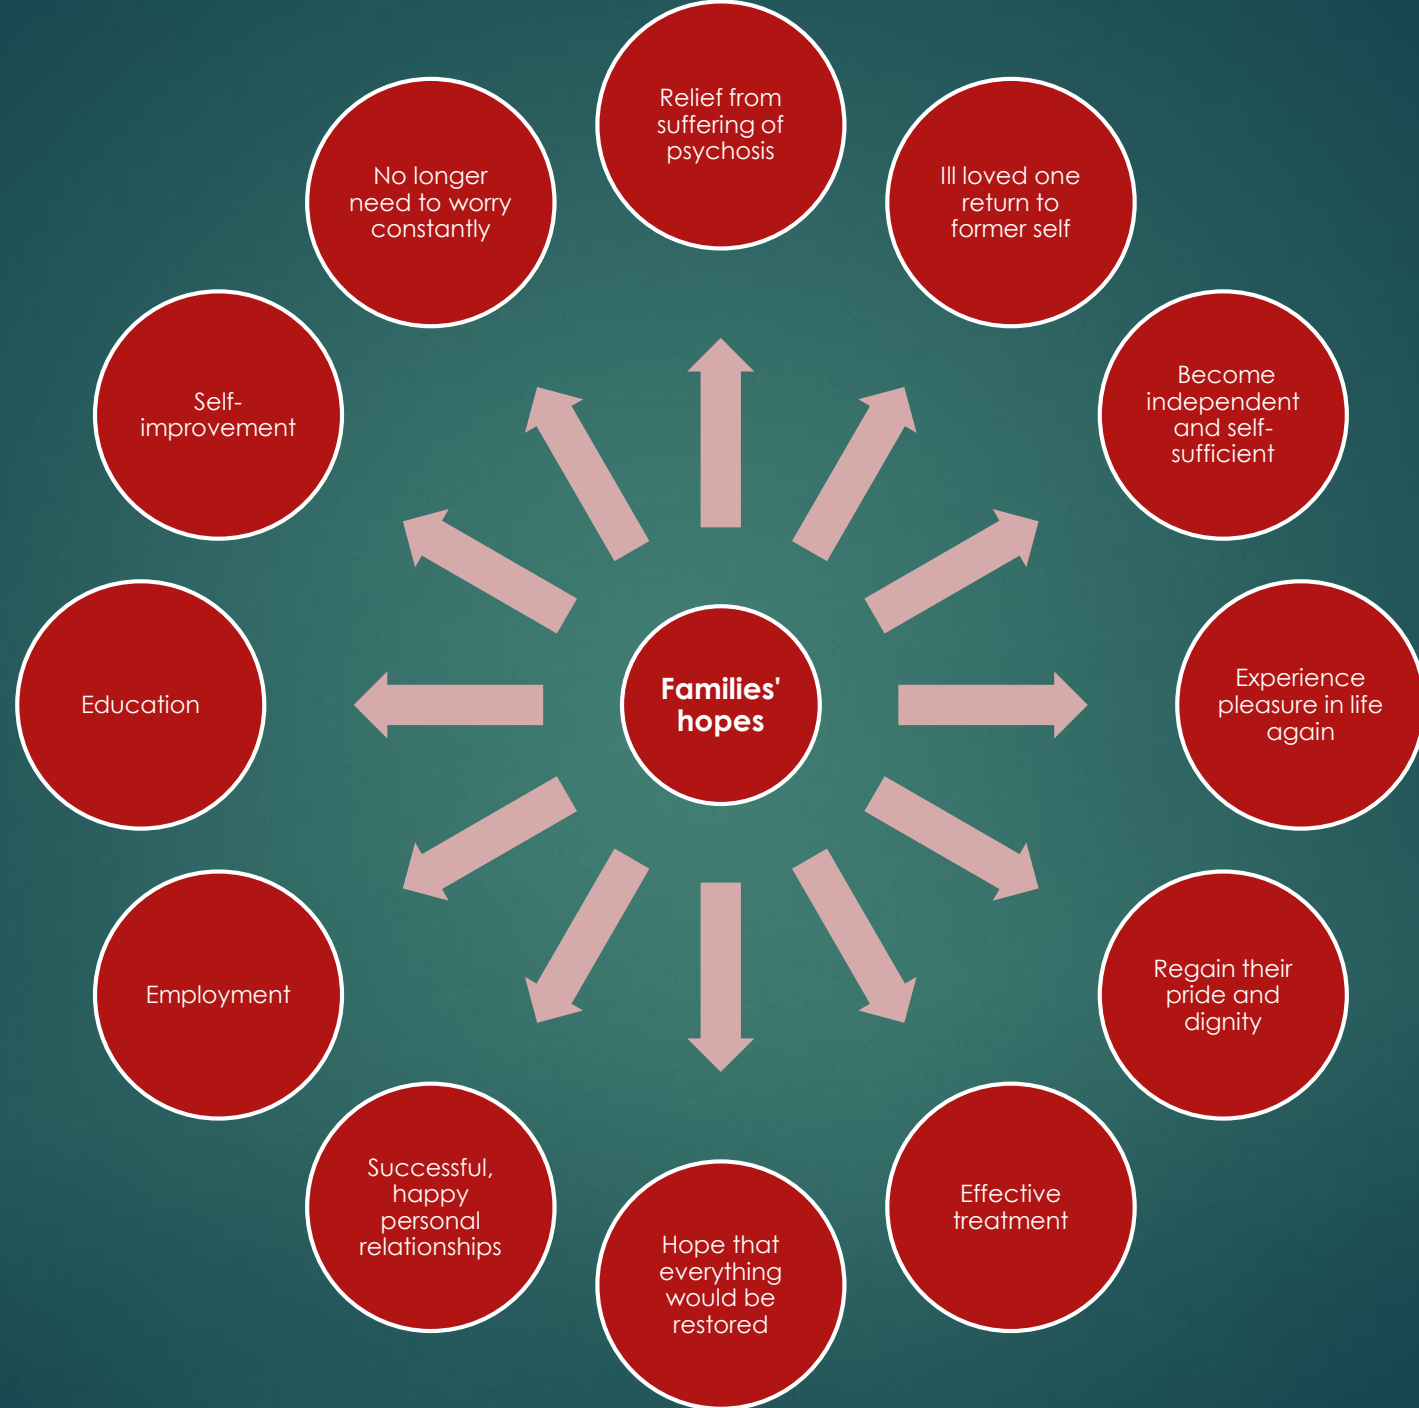 Relief from
suffering of
psychosis
Ill loved one
return to
former self
Become
independent
and self-
sufficient
Experience
pleasure in life
again
Regain their
pride and
dignity
Effective
treatment
Hope that
everything
would be
restored
Successful,
happy
personal
relationships
Employment
Education
Self-
improvement
No longer
need to worry
constantly
Families'
hopes